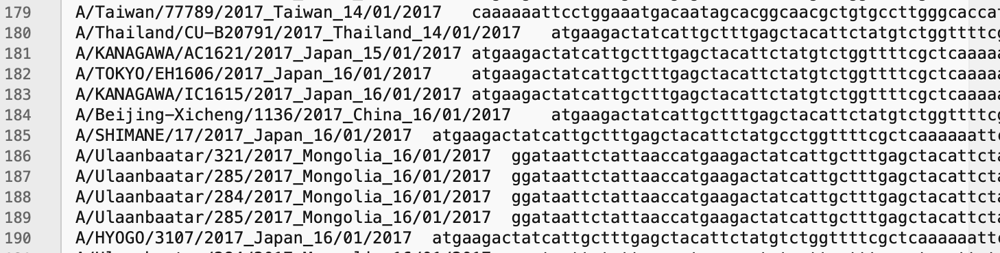 179 A/Taiwan/77789/2017_Taiwan_14/01/2017 caaaaaattcctggaaatgacaatagcacggcaacgctgtgccttgggcaccat
180 A/Thailand/CU-B20791/2017_Thailand_14/01/2017 atgaagactatcattgctttgagctacattctatgtctggttttcg
181 A/KANAGAWA/AC1621/2017_Japan_15/01/2017 atgaagactatcattgctttgagctacattctatgtctggttttcgctcaaaaa
182 A/TOKYO/EH1606/2017_Japan_16/01/2017 atgaagactatcattgctttgagctacattctatgtctggttttcgctcaaaaa
183 A/KANAGAWA/IC1615/2017_Japan_16/01/2017 atgaagactatcattgctttgagctacattctatgtctggttttcgctcaaaaa
184 A/Beijing-Xicheng/1136/2017_China_16/01/2017 atgaagactatcattgctttgagctacattctatgtctggttttcg
185 A/SHIMANE/17/2017_Japan_16/01/2017 atgaagactatcattgctttgagctacattctatgcctggttttcgctcaaaaaattc
186 A/Ulaanbaatar/321/2017_Mongolia_16/01/2017 ggataattctattaaccatgaagactatcattgctttgagctacattcta
187 A/Ulaanbaatar/285/2017_Mongolia_16/01/2017 ggataattctattaaccatgaagactatcattgctttgagctacattcta
188 A/Ulaanbaatar/284/2017_Mongolia_16/01/2017 ggataattctattaaccatgaagactatcattgctttgagctacattcta
189 A/Ulaanbaatar/285/2017_Mongolia_16/01/2017 ggataattctattaaccatgaagactatcattgctttgagctacattcta
190 A/HYOGO/3107/2017_Japan_16/01/2017 atgaagactatcattgctttgagctacattctatgtctggttttcgctcaaaaaattc